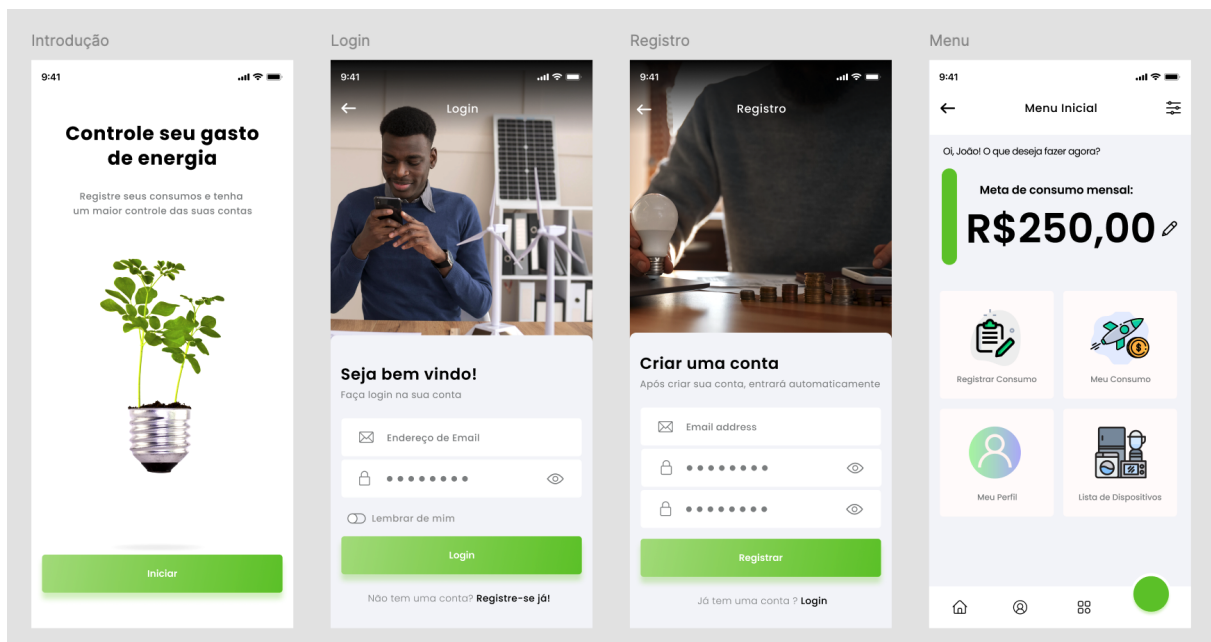 Introdução
9:41
Controle seu gasto
de energia
Registre seus consumos e tenha
um maior controle das suas contas
Iniciar
Login
9:41
Login
Seja bem vindo!
Faça login na sua conta
Endereço de Email
Lembrar de mim
Login
Não tem uma conta? Registre-se já!
Registro
9:41
Registro
Criar uma conta
Após criar sua conta, entrará automaticamente
Email address
Registrar
Já tem uma conta ? Login
Menu
9:41
Menu Inicial
Oi, João! O que deseja fazer agora?
Meta de consumo mensal:
R$250,00
Registrar Consumo
Meu Consumo
Meu Perfil
Lista de Dispositivos